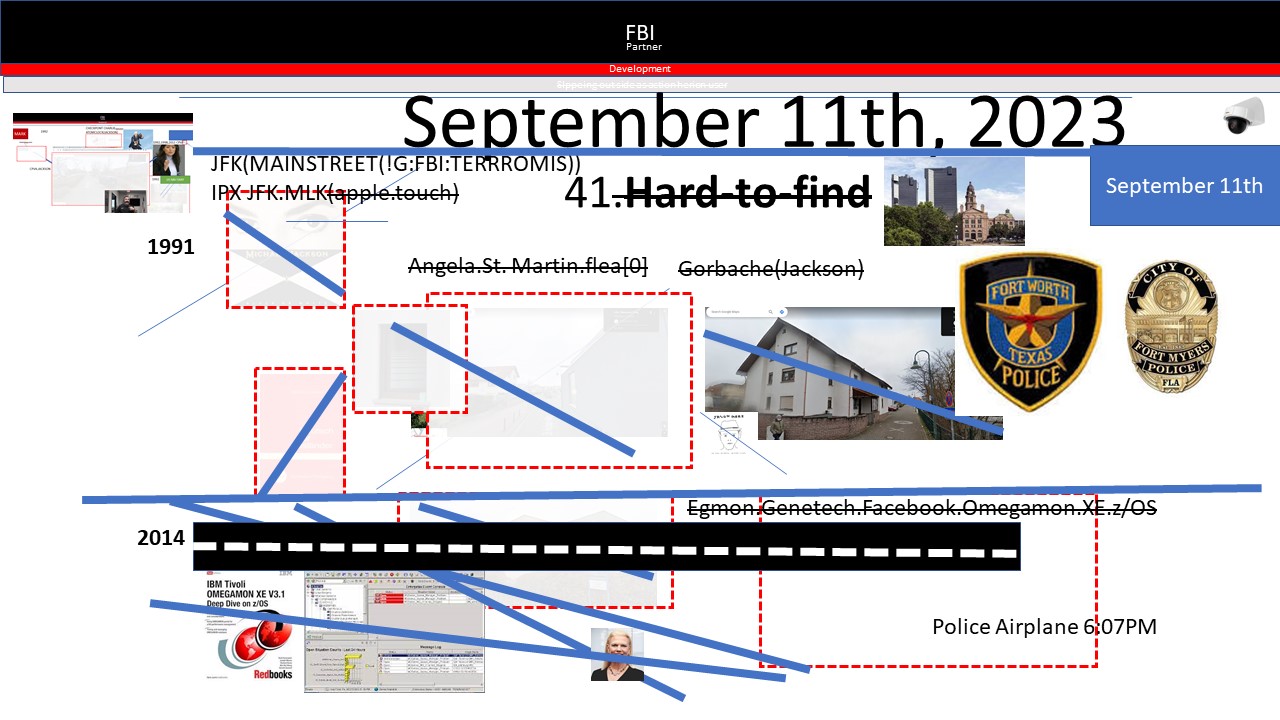 FBI
Partner
Development
September 11th, 2023
JFK(MAINSTREET(!G:FBI:TERRROMIS))
IPX JFK.MLK(apple.touch)
41. Hard-to-find
September 11th
1991
MICHAEL JACKSON
Angela.St. Martin.flea[0]
Gorbache(Jackson)
FORT WORTH
TEXAS
POLICE
CITY OF
FORT MYERS
POLICE
FLA
Egmon.Genetech.Facebook.Omegamon.XE.z/OS
2014
IBM
IBM Tivoli
OMEGAMON XE V3.1
Deep Dive on z/OS
Redbooks
Police Airplane 6:07PM